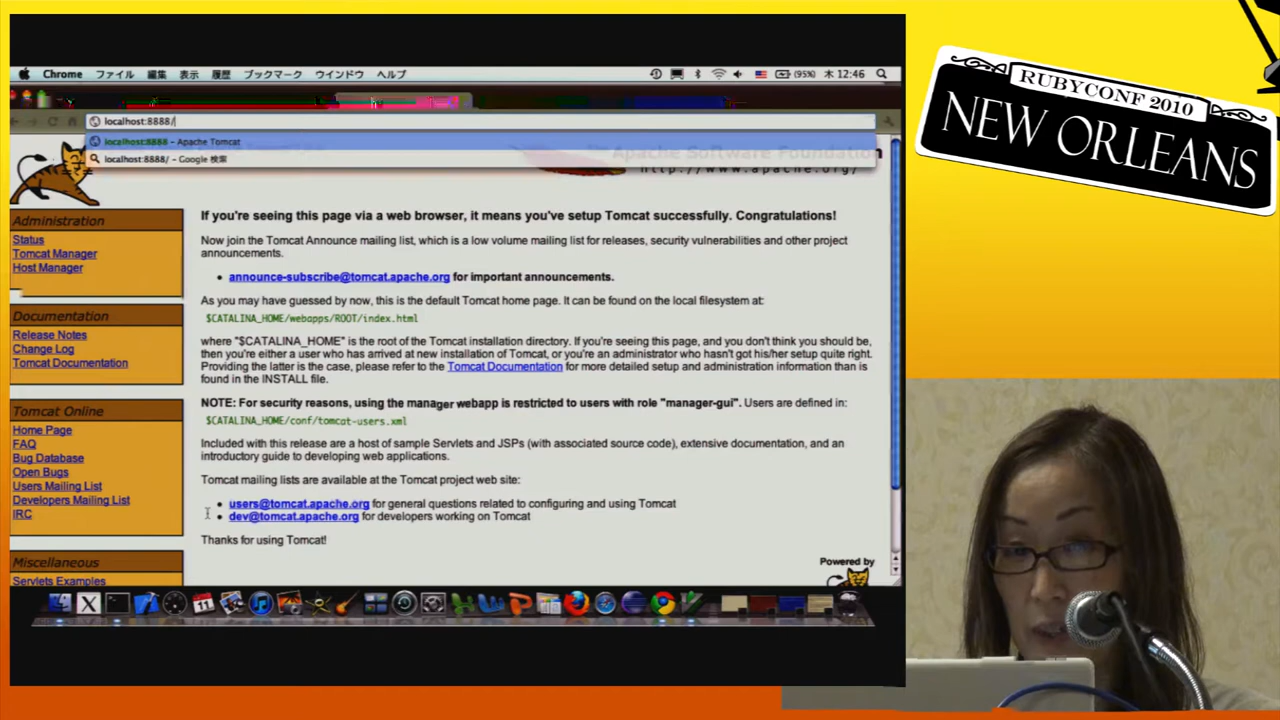 Chrome ファイル 編集 表示 履歴 ブックマーク ウインドウ ヘルプ (95%) 木 12:46
localhost:8888/
localhost:8888 - Apache Tomcat
localhost:8888/ - Google 検索
Apache Software Foundation
http://www.apache.org/
Administration
Status
Tomcat Manager
Host Manager
Documentation
Release Notes
Change Log
Tomcat Documentation
Tomcat Online
Home Page
FAQ
Bug Database
Open Bugs
Users Mailing List
Developers Mailing List
IRC
Miscellaneous
Servlets Examples
If you're seeing this page via a web browser, it means you've setup Tomcat successfully. Congratulations!
Now join the Tomcat Announce mailing list, which is a low volume mailing list for releases, security vulnerabilities and other project
announcements.
• announce-subscribe@tomcat.apache.org for important announcements.
As you may have guessed by now, this is the default Tomcat home page. It can be found on the local filesystem at:
$CATALINA_HOME/webapps/ROOT/index.html
where "$CATALINA_HOME" is the root of the Tomcat installation directory. If you're seeing this page, and you don't think you should be,
then you're either a user who has arrived at new installation of Tomcat, or you're an administrator who hasn't got his/her setup quite right.
Providing the latter is the case, please refer to the Tomcat Documentation for more detailed setup and administration information than is
found in the INSTALL file.
NOTE: For security reasons, using the manager webapp is restricted to users with role "manager-gui". Users are defined in:
$CATALINA_HOME/conf/tomcat-users.xml
Included with this release are a host of sample Servlets and JSPs (with associated source code), extensive documentation, and an
introductory guide to developing web applications.
Tomcat mailing lists are available at the Tomcat project web site:
• users@tomcat.apache.org for general questions related to configuring and using Tomcat
• dev@tomcat.apache.org for developers working on Tomcat
Thanks for using Tomcat!
Powered by
RUBYCONF 2010
NEW ORLEANS